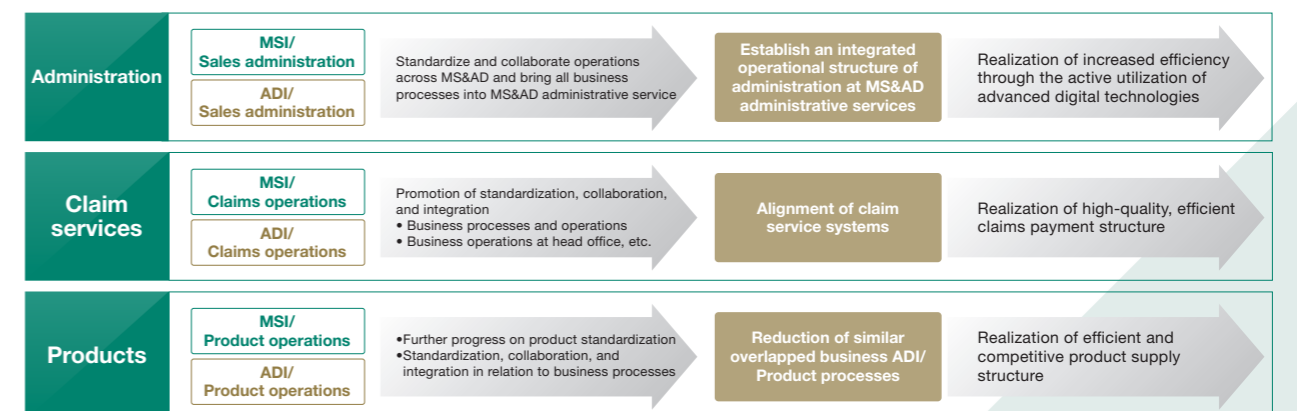 Administration
MSI/
Sales administration
ADI/
Sales administration
Standardize and collaborate operations
across MS&AD and bring all business
processes into MS&AD administrative service
Establish an integrated
operational structure of
administration at MS&AD
administrative services
Realization of increased efficiency
through the active utilization of
advanced digital technologies
Claim
services
MSI/
Claims operations
ADI/
Claims operations
Promotion of standardization, collaboration,
and integration
• Business processes and operations
• Business operations at head office, etc.
Alignment of claim
service systems
Realization of high-quality, efficient
claims payment structure
Products
MSI/
Product operations
ADI/
Product operations
•Further progress on product standardization
•Standardization, collaboration, and
integration in relation to business processes
Reduction of similar
overlapped business ADI/
Product processes
Realization of efficient and
competitive product supply
structure